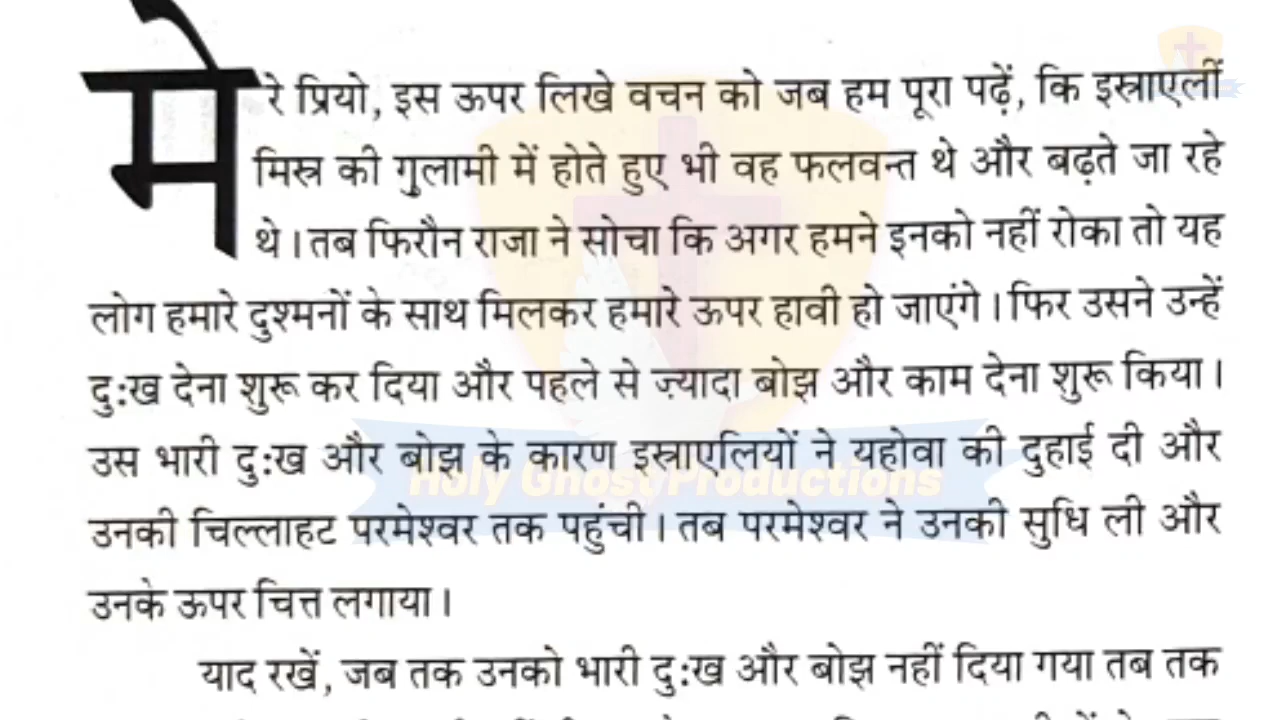 मेरे प्रियो, इस ऊपर लिखे वचन को जब हम पूरा पढ़ें, कि इस्त्राएलीं
मिस्त्र की गुलामी में होते हुए भी वह फलवन्त थे और बढ़ते जा रहे
थे। तब फिरौन राजा ने सोचा कि अगर हमने इनको नहीं रोका तो यह
लोग हमारे दुश्मनों के साथ मिलकर हमारे ऊपर हावी हो जाएंगे। फिर उसने उन्हें
दु:ख देना शुरू कर दिया और पहले से ज़्यादा बोझ और काम देना शुरू किया।
उस भारी दु:ख और बोझ के कारण इस्त्राएलियों ने यहोवा की दुहाई दी और
Holy Ghost Productions
उनकी चिल्लाहट परमेश्वर तक पहुंची। तब परमेश्वर ने उनकी सुधि ली और
उनके ऊपर चित्त लगाया।
याद रखें, जब तक उनको भारी दु:ख और बोझ नहीं दिया गया तब तक